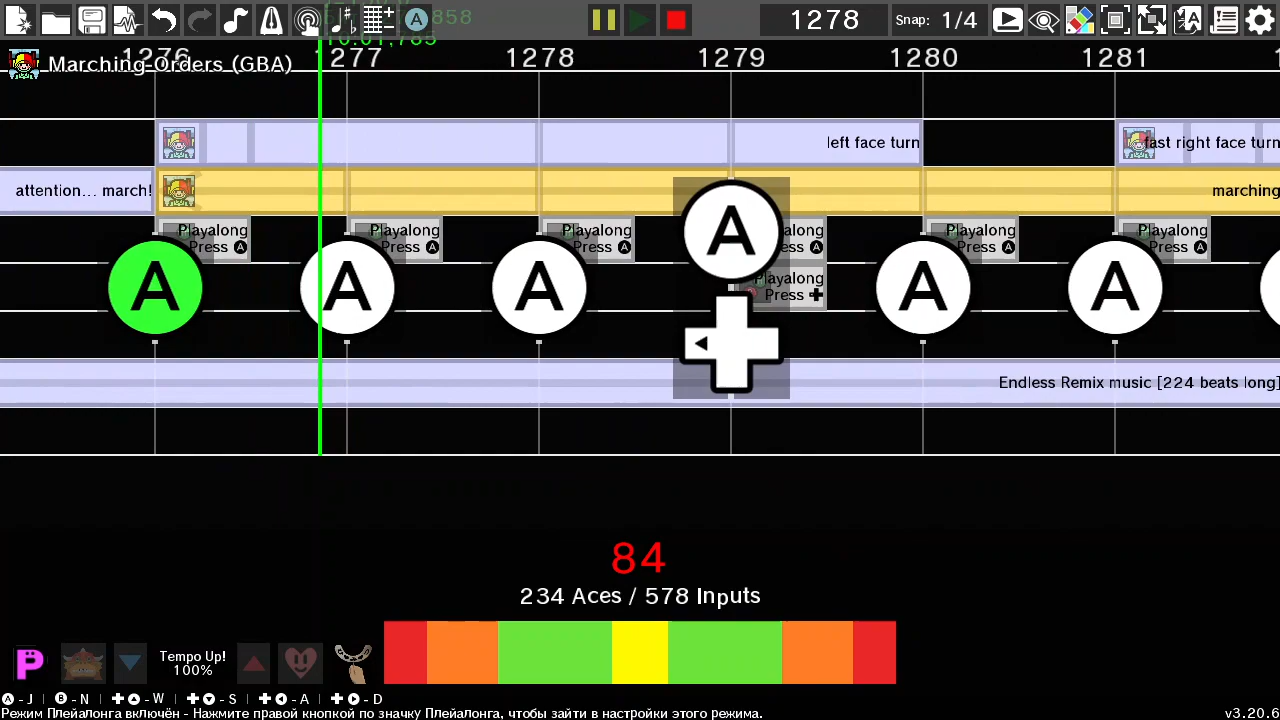 1278
Snap: 1/4
1276 1277 1278 1279 1280 1281
Marching Orders (GBA)
left face turn
fast right face turn
attention... march!
marching
Playalong Playalong Playalong Playalong Playalong
Press A Press A Press A Press A Press A Press A
A A A A A A
Playalong
Press
Endless Remix music [224 beats long]
84
234 Aces / 578 Inputs
Tempo Up!
100%
A - J | B - N | - W | - S | - A | - D
Режим Плейалонга включён - Нажмите правой кнопкой по значку Плейалонга, чтобы зайти в настройки этого режима.
v3.20.6